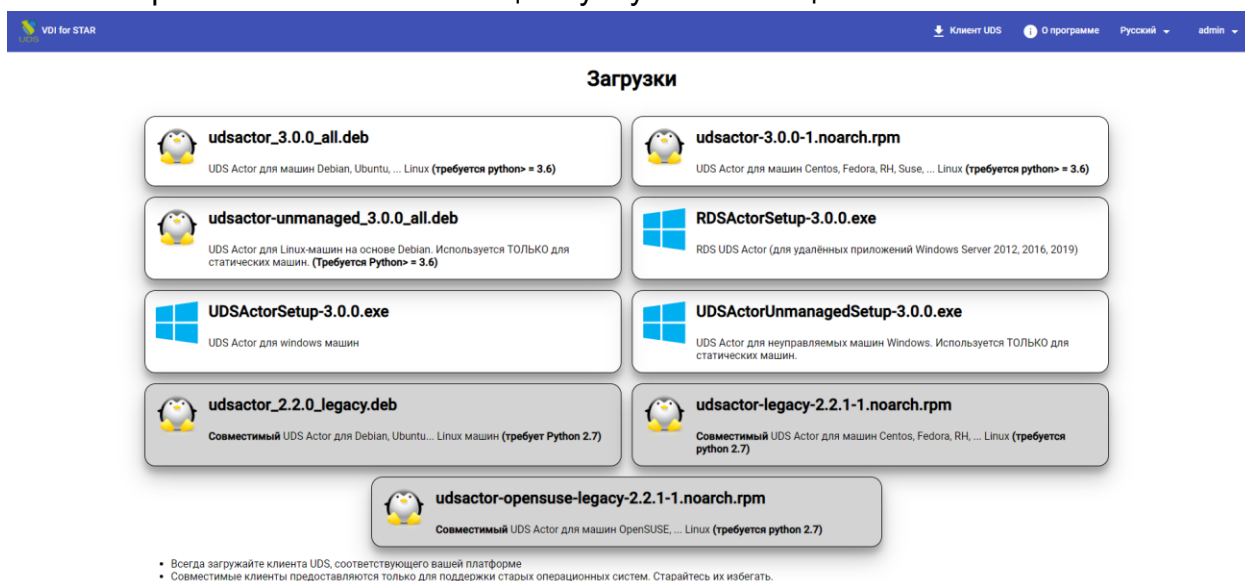 VDI for STAR
UDS
Клиент UDS
О программе
Русский
admin
Загрузки
udsactor_3.0.0_all.deb
UDS Actor для машин Debian, Ubuntu, ... Linux (требуется python> = 3.6)
udsactor-3.0.0-1.noarch.rpm
UDS Actor для машин Centos, Fedora, RH, Suse, ... Linux (требуется python> = 3.6)
udsactor-unmanaged_3.0.0_all.deb
UDS Actor для Linux-машин на основе Debian. Используется ТОЛЬКО для
статических машин. (Требуется Python> = 3.6)
RDSActorSetup-3.0.0.exe
RDS UDS Actor (для удалённых приложений Windows Server 2012, 2016, 2019)
UDSActorSetup-3.0.0.exe
UDS Actor для windows машин
UDSActorUnmanagedSetup-3.0.0.exe
UDS Actor для неуправляемых машин Windows. Используется ТОЛЬКО для
статических машин.
udsactor_2.2.0_legacy.deb
Совместимый UDS Actor для Debian, Ubuntu... Linux машин (требует Python 2.7)
udsactor-legacy-2.2.1-1.noarch.rpm
Совместимый UDS Actor для машин Centos, Fedora, RH, ... Linux (требуется
python 2.7)
udsactor-opensuse-legacy-2.2.1-1.noarch.rpm
Совместимый UDS Actor для машин OpenSUSE, ... Linux (требуется python 2.7)
• Всегда загружайте клиента UDS, соответствующего вашей платформе
• Совместимые клиенты предоставляются только для поддержки старых операционных систем. Старайтесь их избегать.